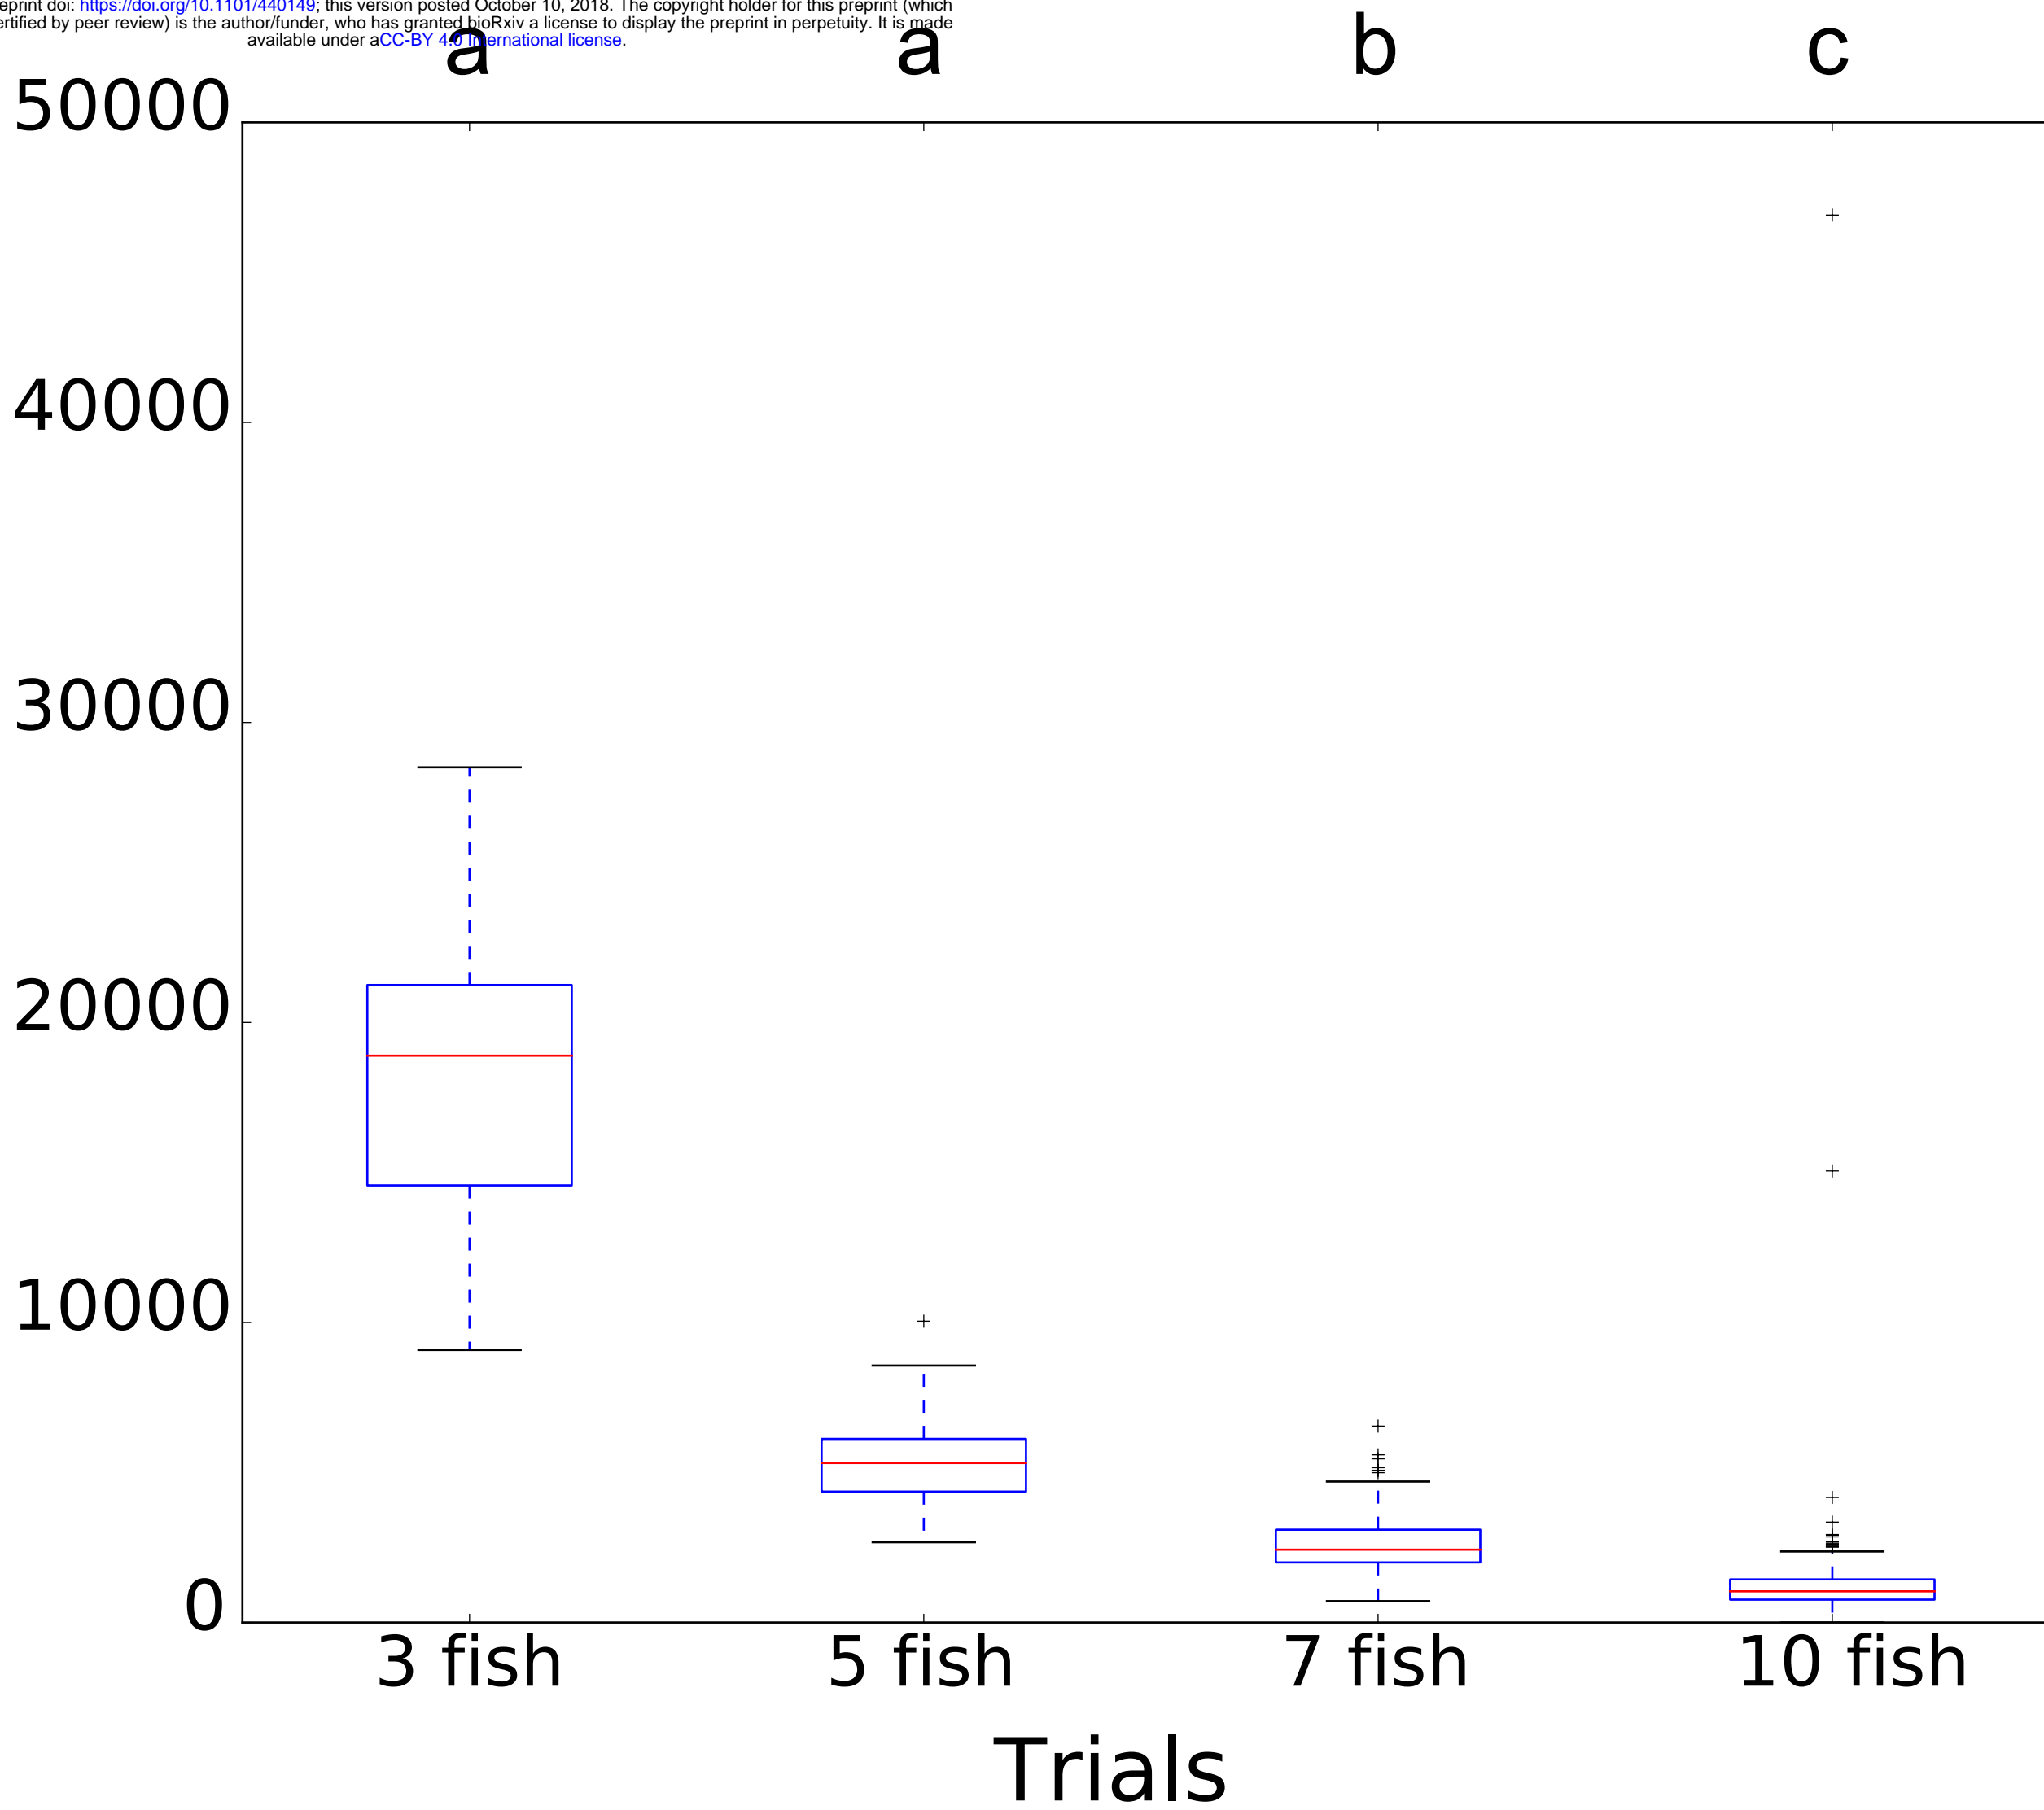 eprint doi: https://doi.org/10.1101/440149; this version posted October 10, 2018. The copyright holder for this preprint (which
ertified by peer review) is the author/funder, who has granted bioRxiv a license to display the preprint in perpetuity. It is made
available under aCC-BY 4.0 International license.
a a b c
50000
40000
30000
20000
10000
0
3 fish 5 fish 7 fish 10 fish
Trials